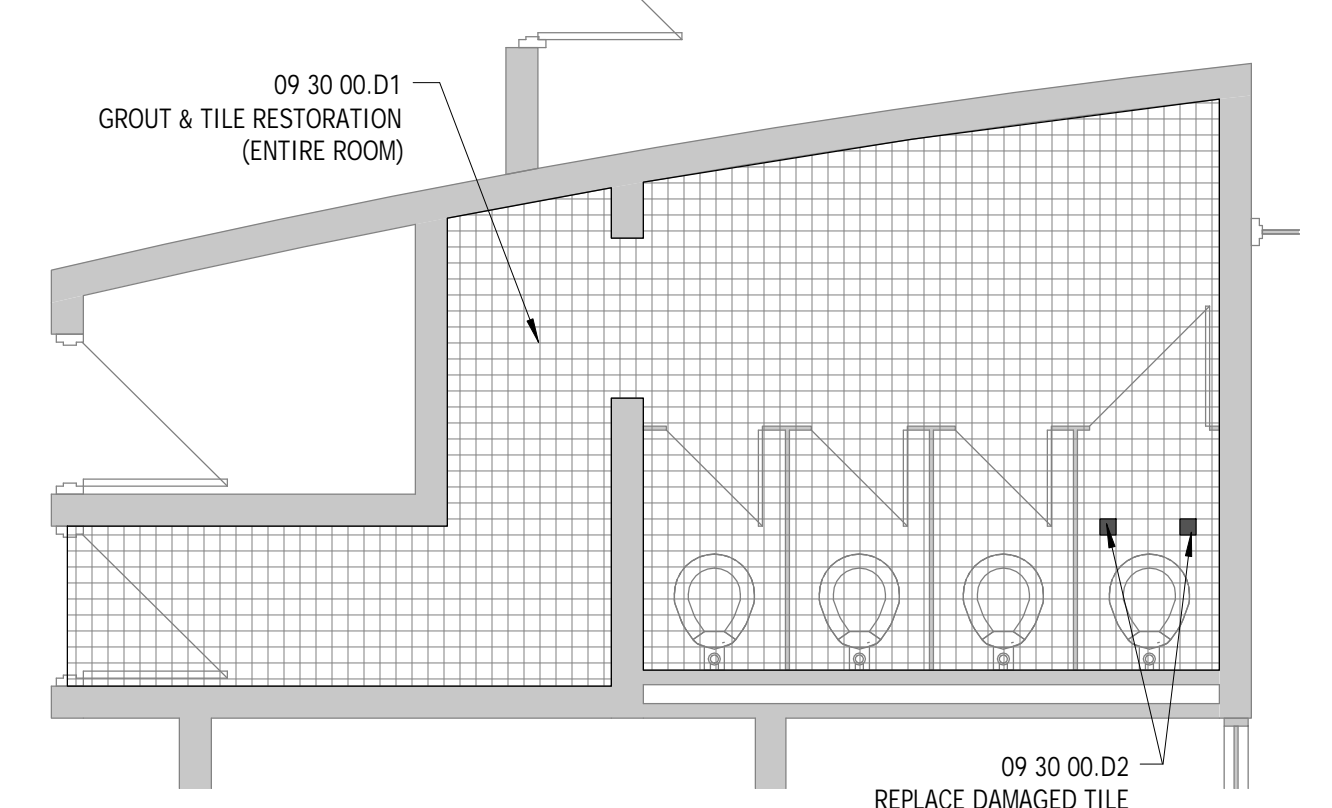 09 30 00.D1
GROUT & TILE RESTORATION
(ENTIRE ROOM)
09 30 00.D2
REPLACE DAMAGED TILE